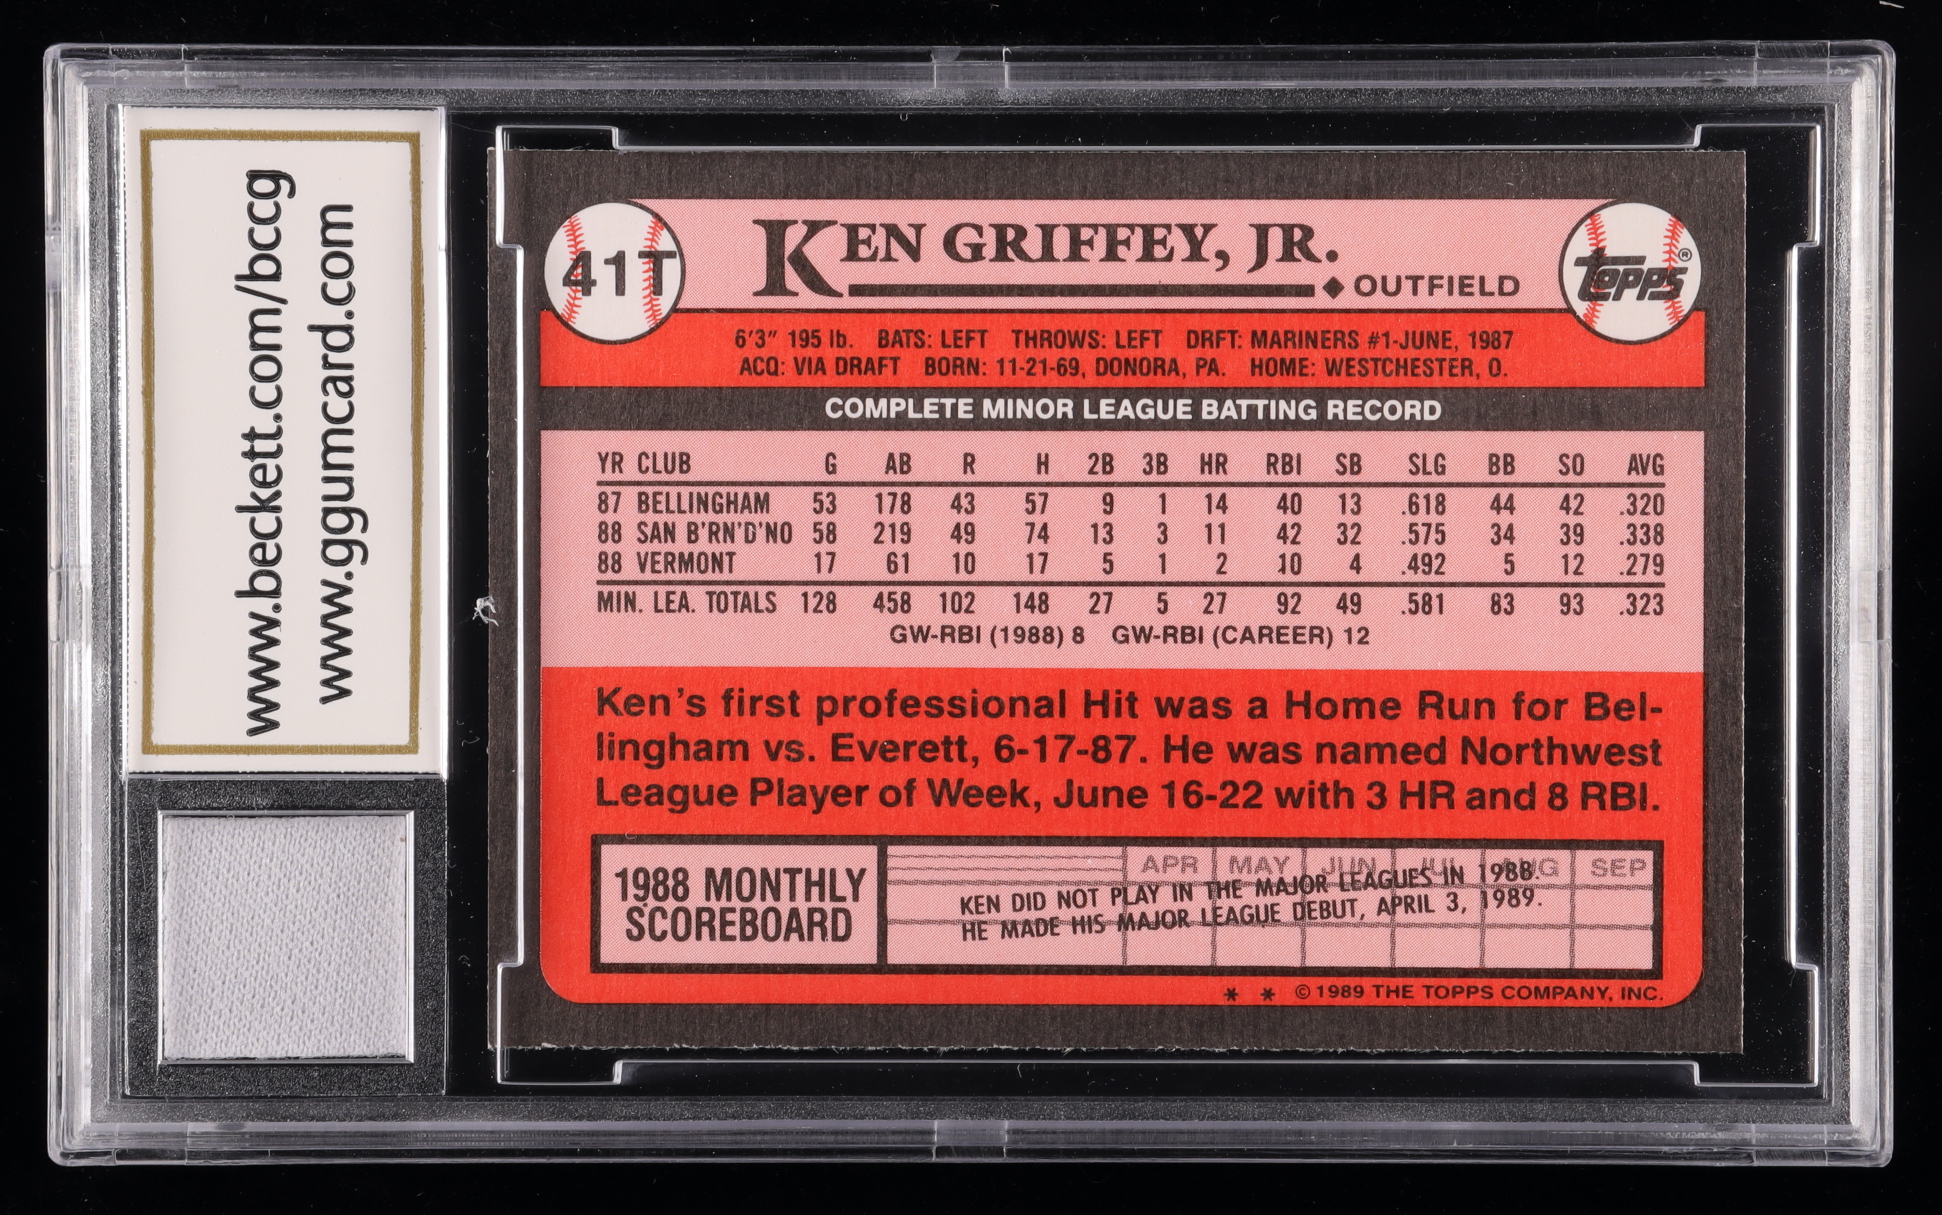 www.beckett.com/bccg
www.ggumcard.com
41T
KEN GRIFFEY, JR.
◆ OUTFIELD
TOPPS®
6'3" 195 lb. BATS: LEFT THROWS: LEFT DRFT: MARINERS #1-JUNE, 1987
ACQ: VIA DRAFT BORN: 11-21-69, DONORA, PA. HOME: WESTCHESTER, O.
COMPLETE MINOR LEAGUE BATTING RECORD
YR CLUB G AB R H 2B 3B HR RBI SB SLG BB SO AVG
87 BELLINGHAM 53 178 43 57 9 1 14 40 13 .618 44 42 .320
88 SAN B'RN'D'NO 58 219 49 74 13 3 11 42 32 .575 34 39 .338
88 VERMONT 17 61 10 17 5 1 2 10 4 .492 5 12 .279
MIN. LEA. TOTALS 128 458 102 148 27 5 27 92 49 .581 83 93 .323
GW-RBI (1988) 8 GW-RBI (CAREER) 12
Ken's first professional Hit was a Home Run for Bel-
lingham vs. Everett, 6-17-87. He was named Northwest
League Player of Week, June 16-22 with 3 HR and 8 RBI.
1988 MONTHLY
SCOREBOARD
APR MAY JUN JUL AUG SEP
KEN DID NOT PLAY IN THE MAJOR LEAGUES IN 1988.
HE MADE HIS MAJOR LEAGUE DEBUT, APRIL 3, 1989.
* * © 1989 THE TOPPS COMPANY, INC.